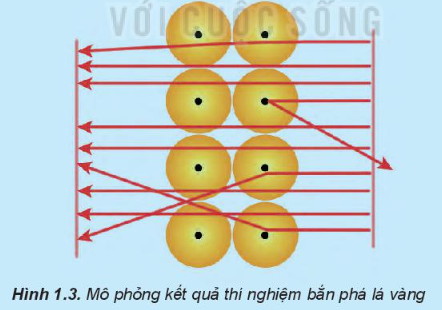 VỚI CUỘC SỐNG
Hình 1.3. Mô phỏng kết quả thí nghiệm bắn phá lá vàng